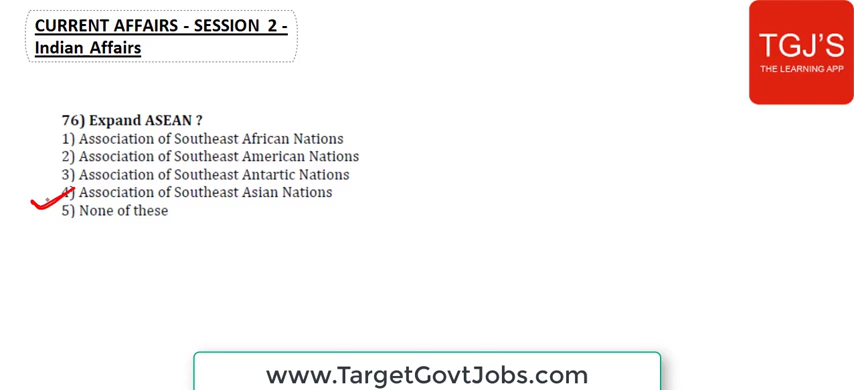 CURRENT AFFAIRS - SESSION 2 -
Indian Affairs
TGJ'S
THE LEARNING APP
76) Expand ASEAN ?
1) Association of Southeast African Nations
2) Association of Southeast American Nations
3) Association of Southeast Antartic Nations
4) Association of Southeast Asian Nations
5) None of these
www.TargetGovtJobs.com